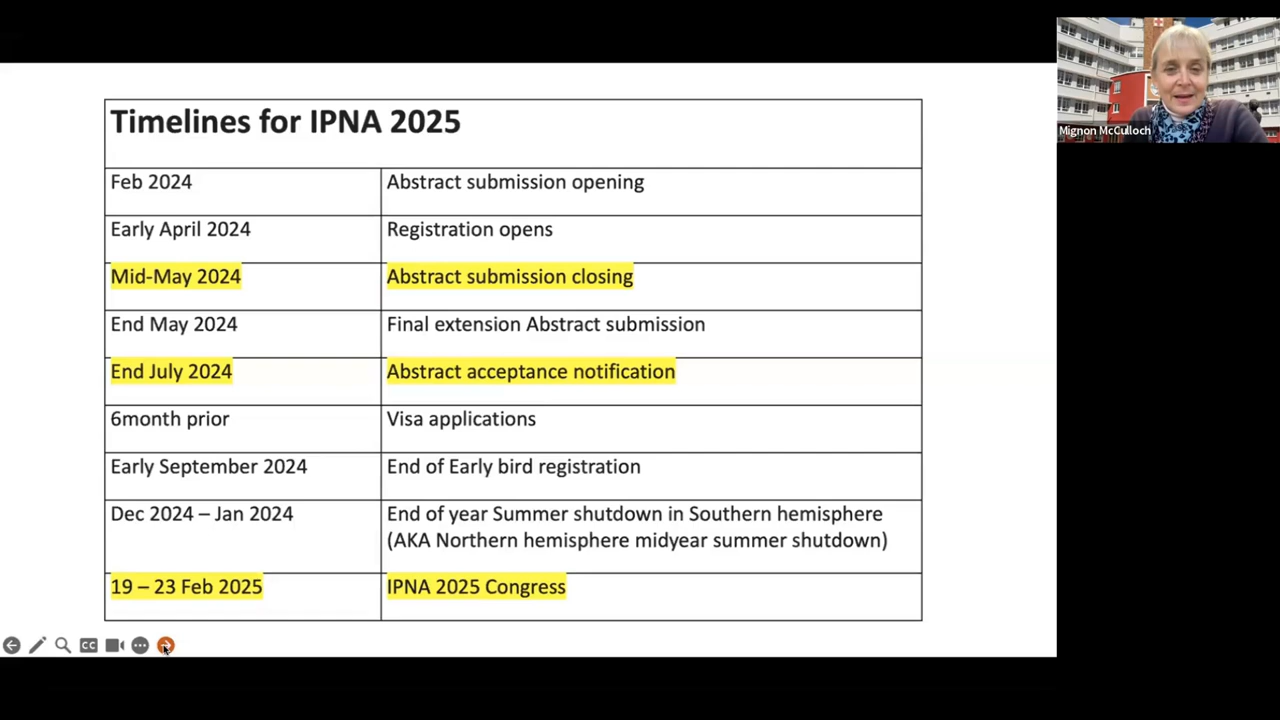 Timelines for IPNA 2025
Feb 2024 Abstract submission opening
Early April 2024 Registration opens
Mid-May 2024 Abstract submission closing
End May 2024 Final extension Abstract submission
End July 2024 Abstract acceptance notification
6month prior Visa applications
Early September 2024 End of Early bird registration
Dec 2024 – Jan 2024 End of year Summer shutdown in Southern hemisphere
(AKA Northern hemisphere midyear summer shutdown)
19 – 23 Feb 2025 IPNA 2025 Congress
CC
Mignon McCulloch